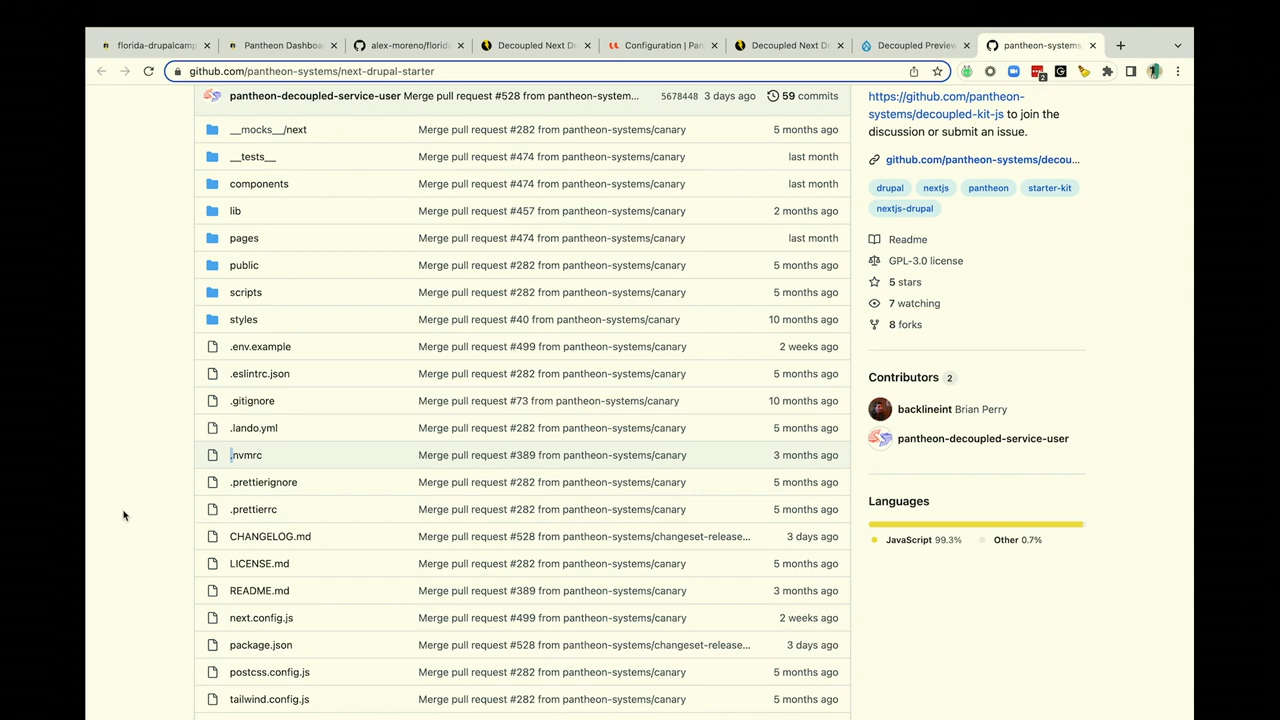 florida-drupalcamp
Pantheon Dashboa
alex-moreno/florida
Decoupled Next D
Configuration | Pan
Decoupled Next D
Decoupled Preview
pantheon-systems
github.com/pantheon-systems/next-drupal-starter
2
pantheon-decoupled-service-user Merge pull request #528 from pantheon-system... 5678448 3 days ago 59 commits
__mocks__/next Merge pull request #282 from pantheon-systems/canary 5 months ago
__tests__ Merge pull request #474 from pantheon-systems/canary last month
components Merge pull request #474 from pantheon-systems/canary last month
lib Merge pull request #457 from pantheon-systems/canary 2 months ago
pages Merge pull request #474 from pantheon-systems/canary last month
public Merge pull request #282 from pantheon-systems/canary 5 months ago
scripts Merge pull request #282 from pantheon-systems/canary 5 months ago
styles Merge pull request #40 from pantheon-systems/canary 10 months ago
.env.example Merge pull request #499 from pantheon-systems/canary 2 weeks ago
.eslintrc.json Merge pull request #282 from pantheon-systems/canary 5 months ago
.gitignore Merge pull request #73 from pantheon-systems/canary 10 months ago
.lando.yml Merge pull request #282 from pantheon-systems/canary 5 months ago
.nvmrc Merge pull request #389 from pantheon-systems/canary 3 months ago
.prettierignore Merge pull request #282 from pantheon-systems/canary 5 months ago
.prettierrc Merge pull request #282 from pantheon-systems/canary 5 months ago
CHANGELOG.md Merge pull request #528 from pantheon-systems/changeset-release... 3 days ago
LICENSE.md Merge pull request #282 from pantheon-systems/canary 5 months ago
README.md Merge pull request #389 from pantheon-systems/canary 3 months ago
next.config.js Merge pull request #499 from pantheon-systems/canary 2 weeks ago
package.json Merge pull request #528 from pantheon-systems/changeset-release... 3 days ago
postcss.config.js Merge pull request #282 from pantheon-systems/canary 5 months ago
tailwind.config.js Merge pull request #282 from pantheon-systems/canary 5 months ago
https://github.com/pantheon-
systems/decoupled-kit-js to join the
discussion or submit an issue.
github.com/pantheon-systems/decou...
drupal nextjs pantheon starter-kit
nextjs-drupal
Readme
GPL-3.0 license
5 stars
7 watching
8 forks
Contributors 2
backlineint Brian Perry
pantheon-decoupled-service-user
Languages
JavaScript 99.3% Other 0.7%